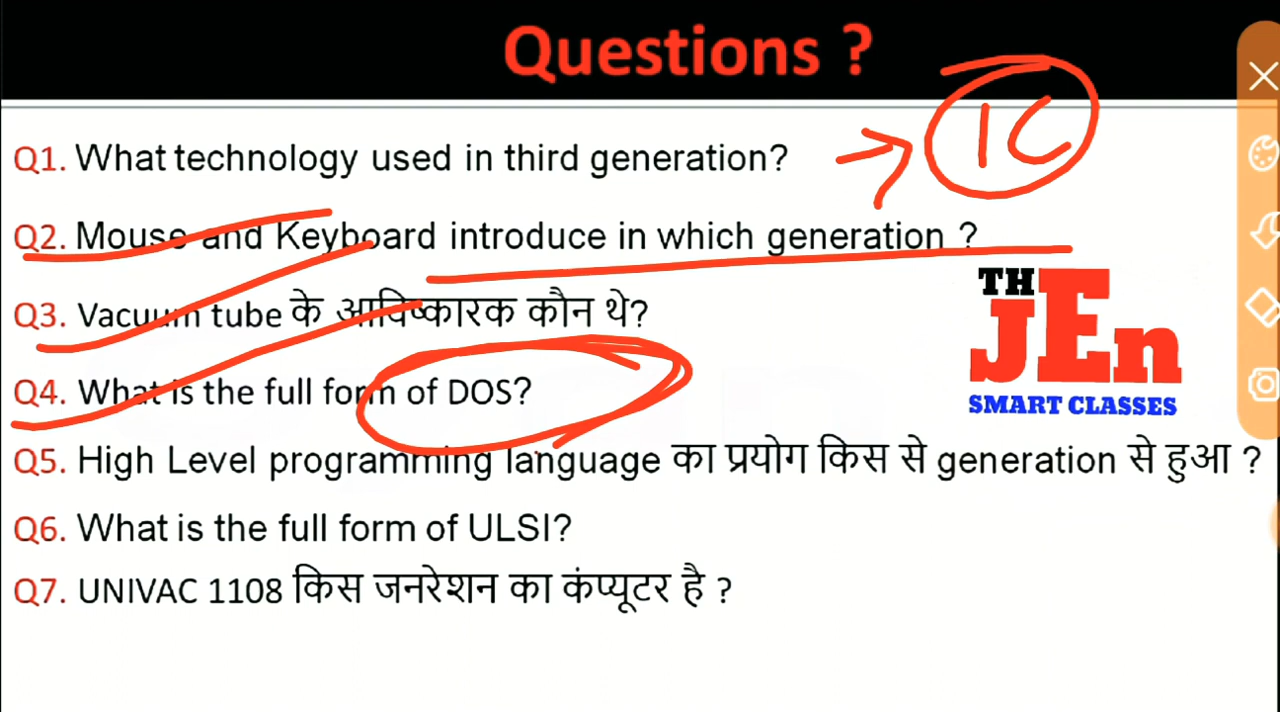 Questions ?
IC
Q1. What technology used in third generation?
Q2. Mouse and Keyboard introduce in which generation ?
Q3. Vacuum tube के आविष्कारक कौन थे?
TH
JEn
SMART CLASSES
Q4. What is the full form of DOS?
Q5. High Level programming language का प्रयोग किस से generation से हुआ ?
Q6. What is the full form of ULSI?
Q7. UNIVAC 1108 किस जनरेशन का कंप्यूटर है ?